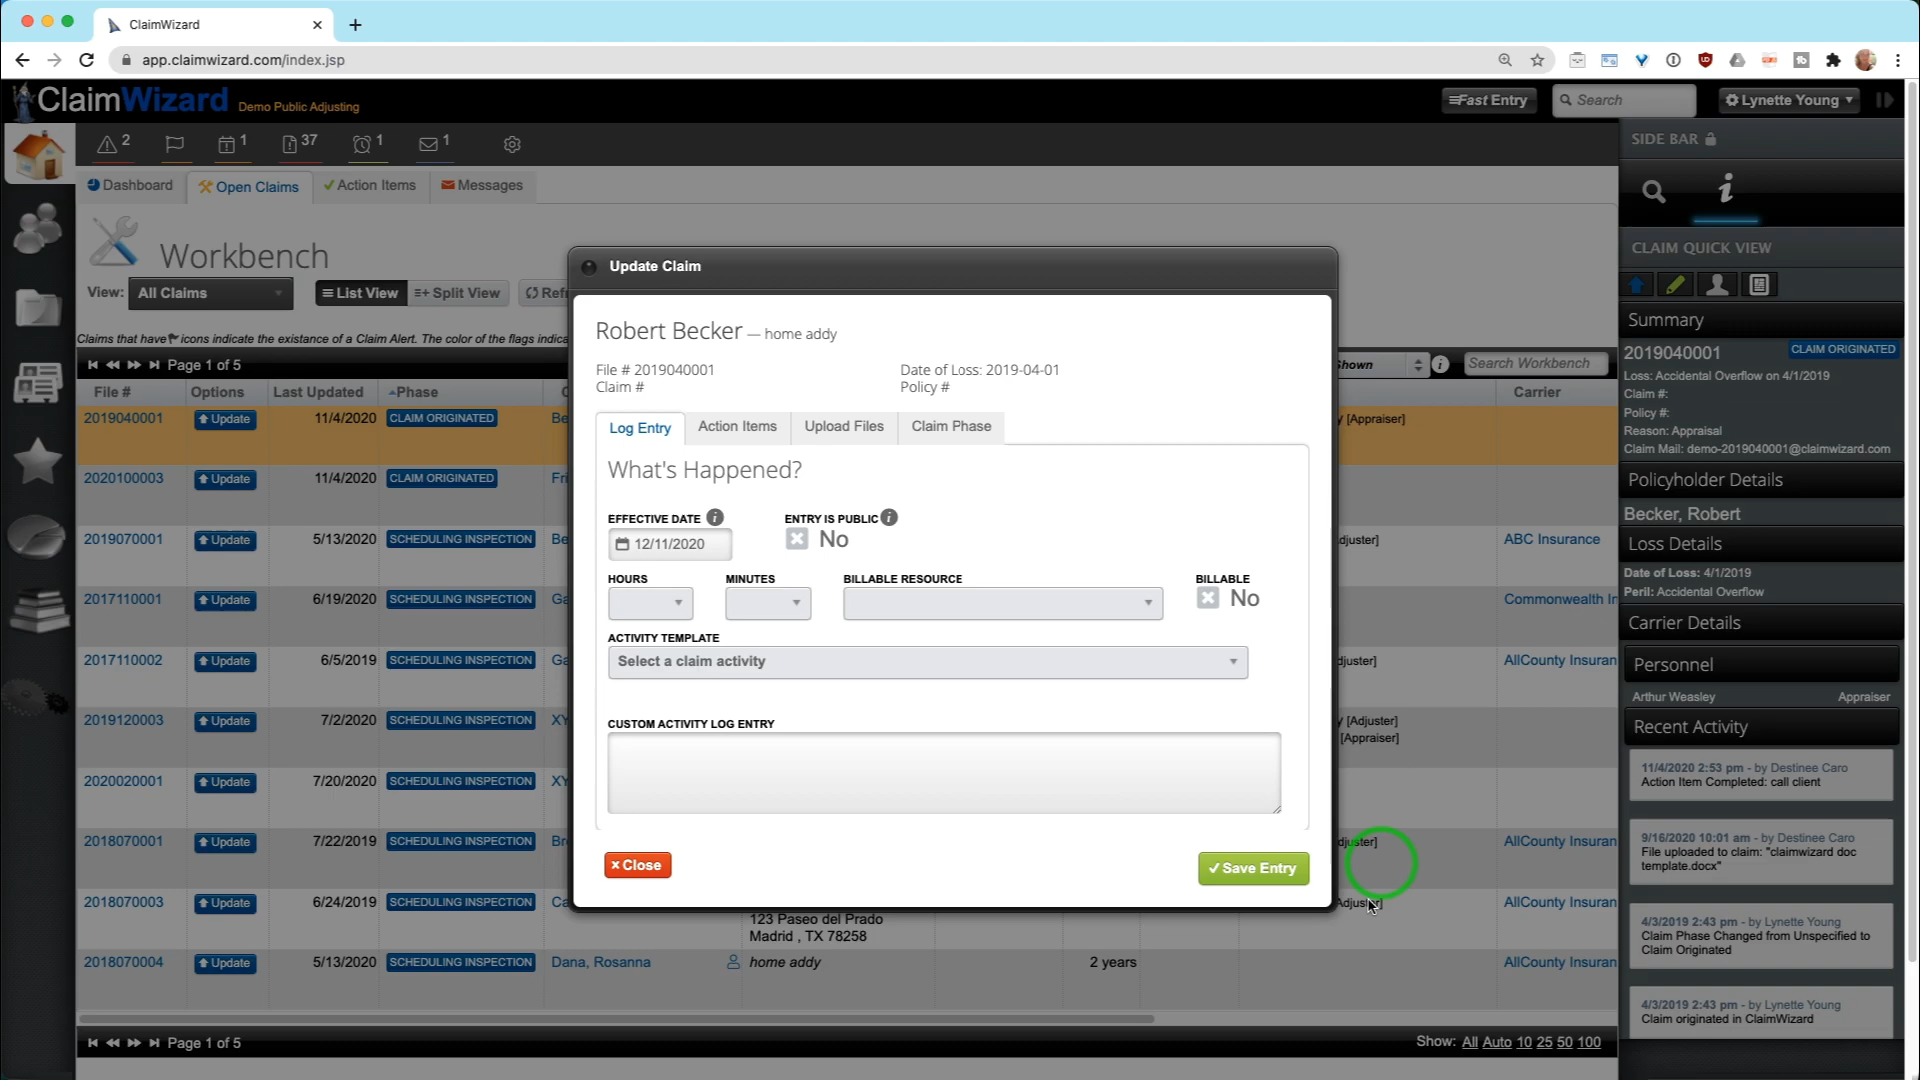 ClaimWizard
app.claimwizard.com/index.jsp
ClaimWizard Demo Public Adjusting
Fast Entry
Search
Lynette Young
2
1
37
1
1
SIDE BAR
Dashboard
Open Claims
Action Items
Messages
Workbench
View: All Claims
List View
Split View
Claims that have icons indicate the existence of a Claim Alert. The color of the flags indica
Page 1 of 5
Shown
Search Workbench
File #
Options
Last Updated
Phase
Carrier
2019040001 Update 11/4/2020 CLAIM ORIGINATED Be y [Appraiser]
2020100003 Update 11/4/2020 CLAIM ORIGINATED Fri
2019070001 Update 5/13/2020 SCHEDULING INSPECTION Be djuster] ABC Insurance
2017110001 Update 6/19/2020 SCHEDULING INSPECTION Ga Commonwealth In
2017110002 Update 6/5/2019 SCHEDULING INSPECTION Ga djuster] AllCounty Insuran
2019120003 Update 7/2/2020 SCHEDULING INSPECTION XY y [Adjuster]
[Appraiser]
2020020001 Update 7/20/2020 SCHEDULING INSPECTION XY
2018070001 Update 7/22/2019 SCHEDULING INSPECTION Br djuster] AllCounty Insuran
2018070003 Update 6/24/2019 SCHEDULING INSPECTION Ca Adjuster] AllCounty Insuran
123 Paseo del Prado
Madrid , TX 78258
2018070004 Update 5/13/2020 SCHEDULING INSPECTION Dana, Rosanna home addy 2 years AllCounty Insuran
Page 1 of 5
Show: All Auto 10 25 50 100
Update Claim
Robert Becker — home addy
File # 2019040001
Date of Loss: 2019-04-01
Claim #
Policy #
Log Entry
Action Items
Upload Files
Claim Phase
What's Happened?
EFFECTIVE DATE
ENTRY IS PUBLIC
12/11/2020
No
HOURS
MINUTES
BILLABLE RESOURCE
BILLABLE
No
ACTIVITY TEMPLATE
Select a claim activity
CUSTOM ACTIVITY LOG ENTRY
Close
Save Entry
CLAIM QUICK VIEW
Summary
2019040001 CLAIM ORIGINATED
Loss: Accidental Overflow on 4/1/2019
Claim #:
Policy #:
Reason: Appraisal
Claim Mail: demo-2019040001@claimwizard.com
Policyholder Details
Becker, Robert
Loss Details
Date of Loss: 4/1/2019
Peril: Accidental Overflow
Carrier Details
Personnel
Arthur Weasley Appraiser
Recent Activity
11/4/2020 2:53 pm - by Destinee Caro
Action Item Completed: call client
9/16/2020 10:01 am - by Destinee Caro
File uploaded to claim: "claimwizard doc
template.docx"
4/3/2019 2:43 pm - by Lynette Young
Claim Phase Changed from Unspecified to
Claim Originated
4/3/2019 2:43 pm - by Lynette Young
Claim originated in ClaimWizard